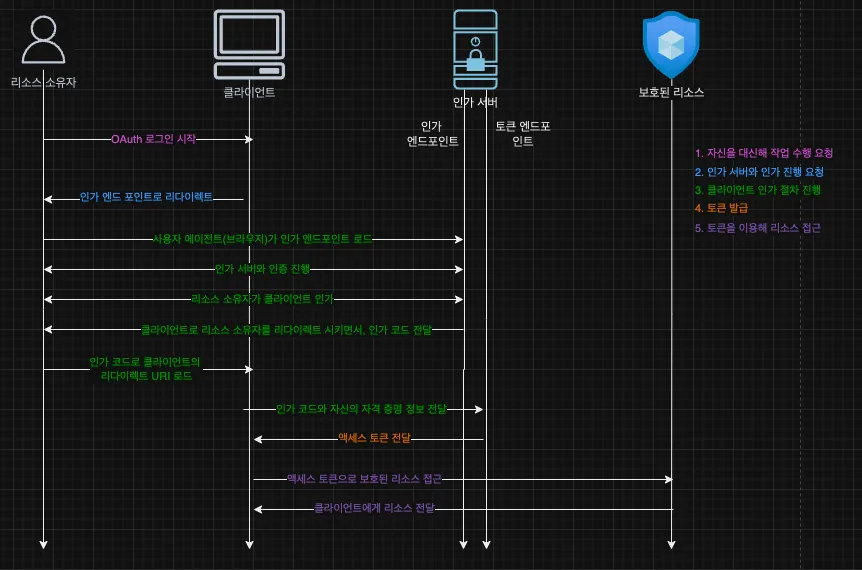 리소스 소유자
클라이언트
인가 서버
보호된 리소스
인가
엔드포인트
토큰 엔드포
인트
OAuth 로그인 시작
인가 엔드 포인트로 리다이렉트
사용자 에이전트(브라우저)가 인가 엔드포인트 로드
인가 서버와 인증 진행
리소스 소유자가 클라이언트 인가
클라이언트로 리소스 소유자를 리다이렉트 시키면서, 인가 코드 전달
인가 코드로 클라이언트의
리다이렉트 URI 로드
인가 코드와 자신의 자격 증명 정보 전달
액세스 토큰 전달
액세스 토큰으로 보호된 리소스 접근
클라이언트에게 리소스 전달
1. 자신을 대신해 작업 수행 요청
2. 인가 서버와 인가 진행 요청
3. 클라이언트 인가 절차 진행
4. 토큰 발급
5. 토큰을 이용해 리소스 접근